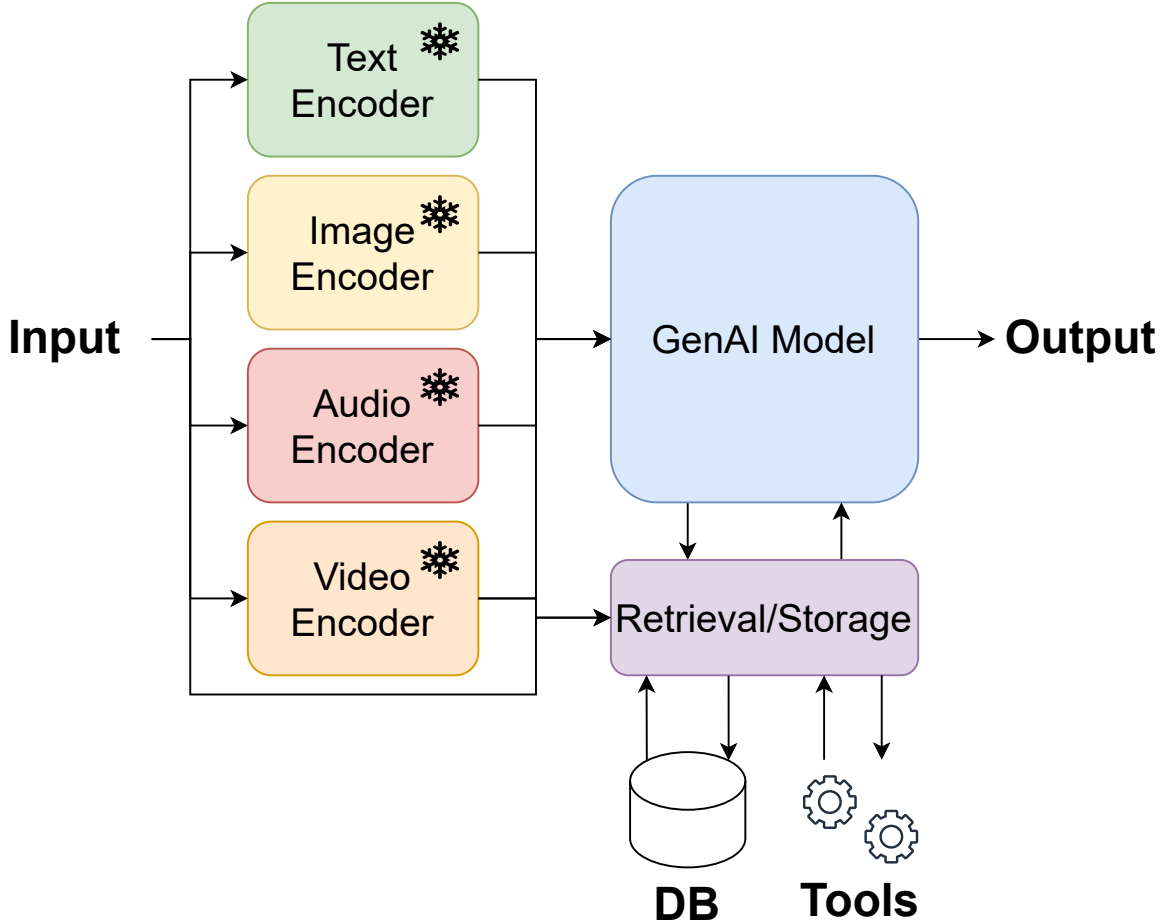 Text
Encoder
Image
Encoder
Input
GenAI Model
Output
Audio
Encoder
Video
Encoder
Retrieval/Storage
DB
Tools